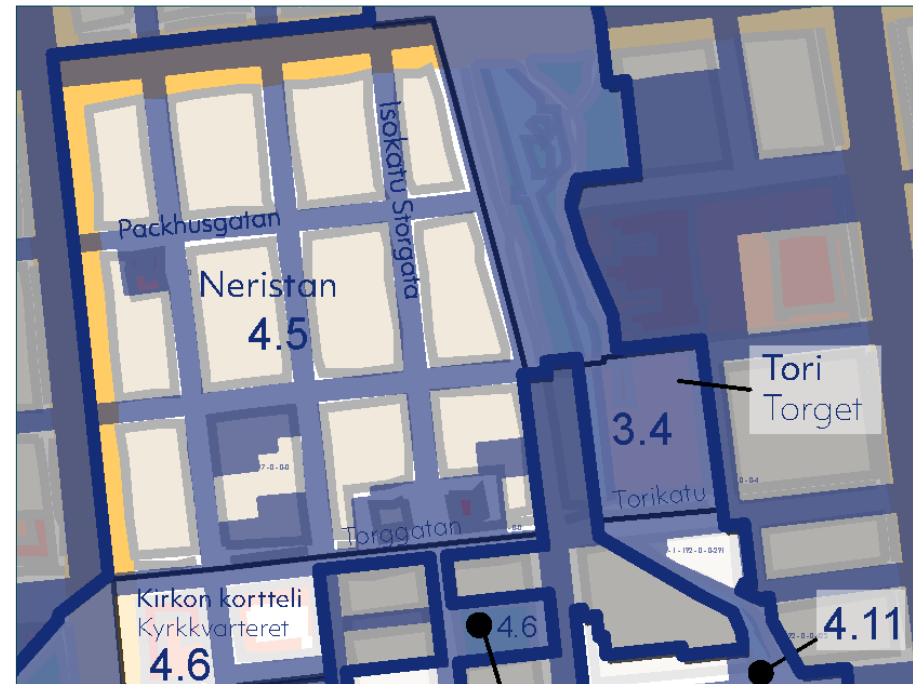 Isokatu Storgata
Packhusgatan
Neristan
4.5
Tori
Torget
3.4
Torikatu
Torggatan
Kirkon kortteli
Kyrkkvarteret
4.6
4.6
4.11